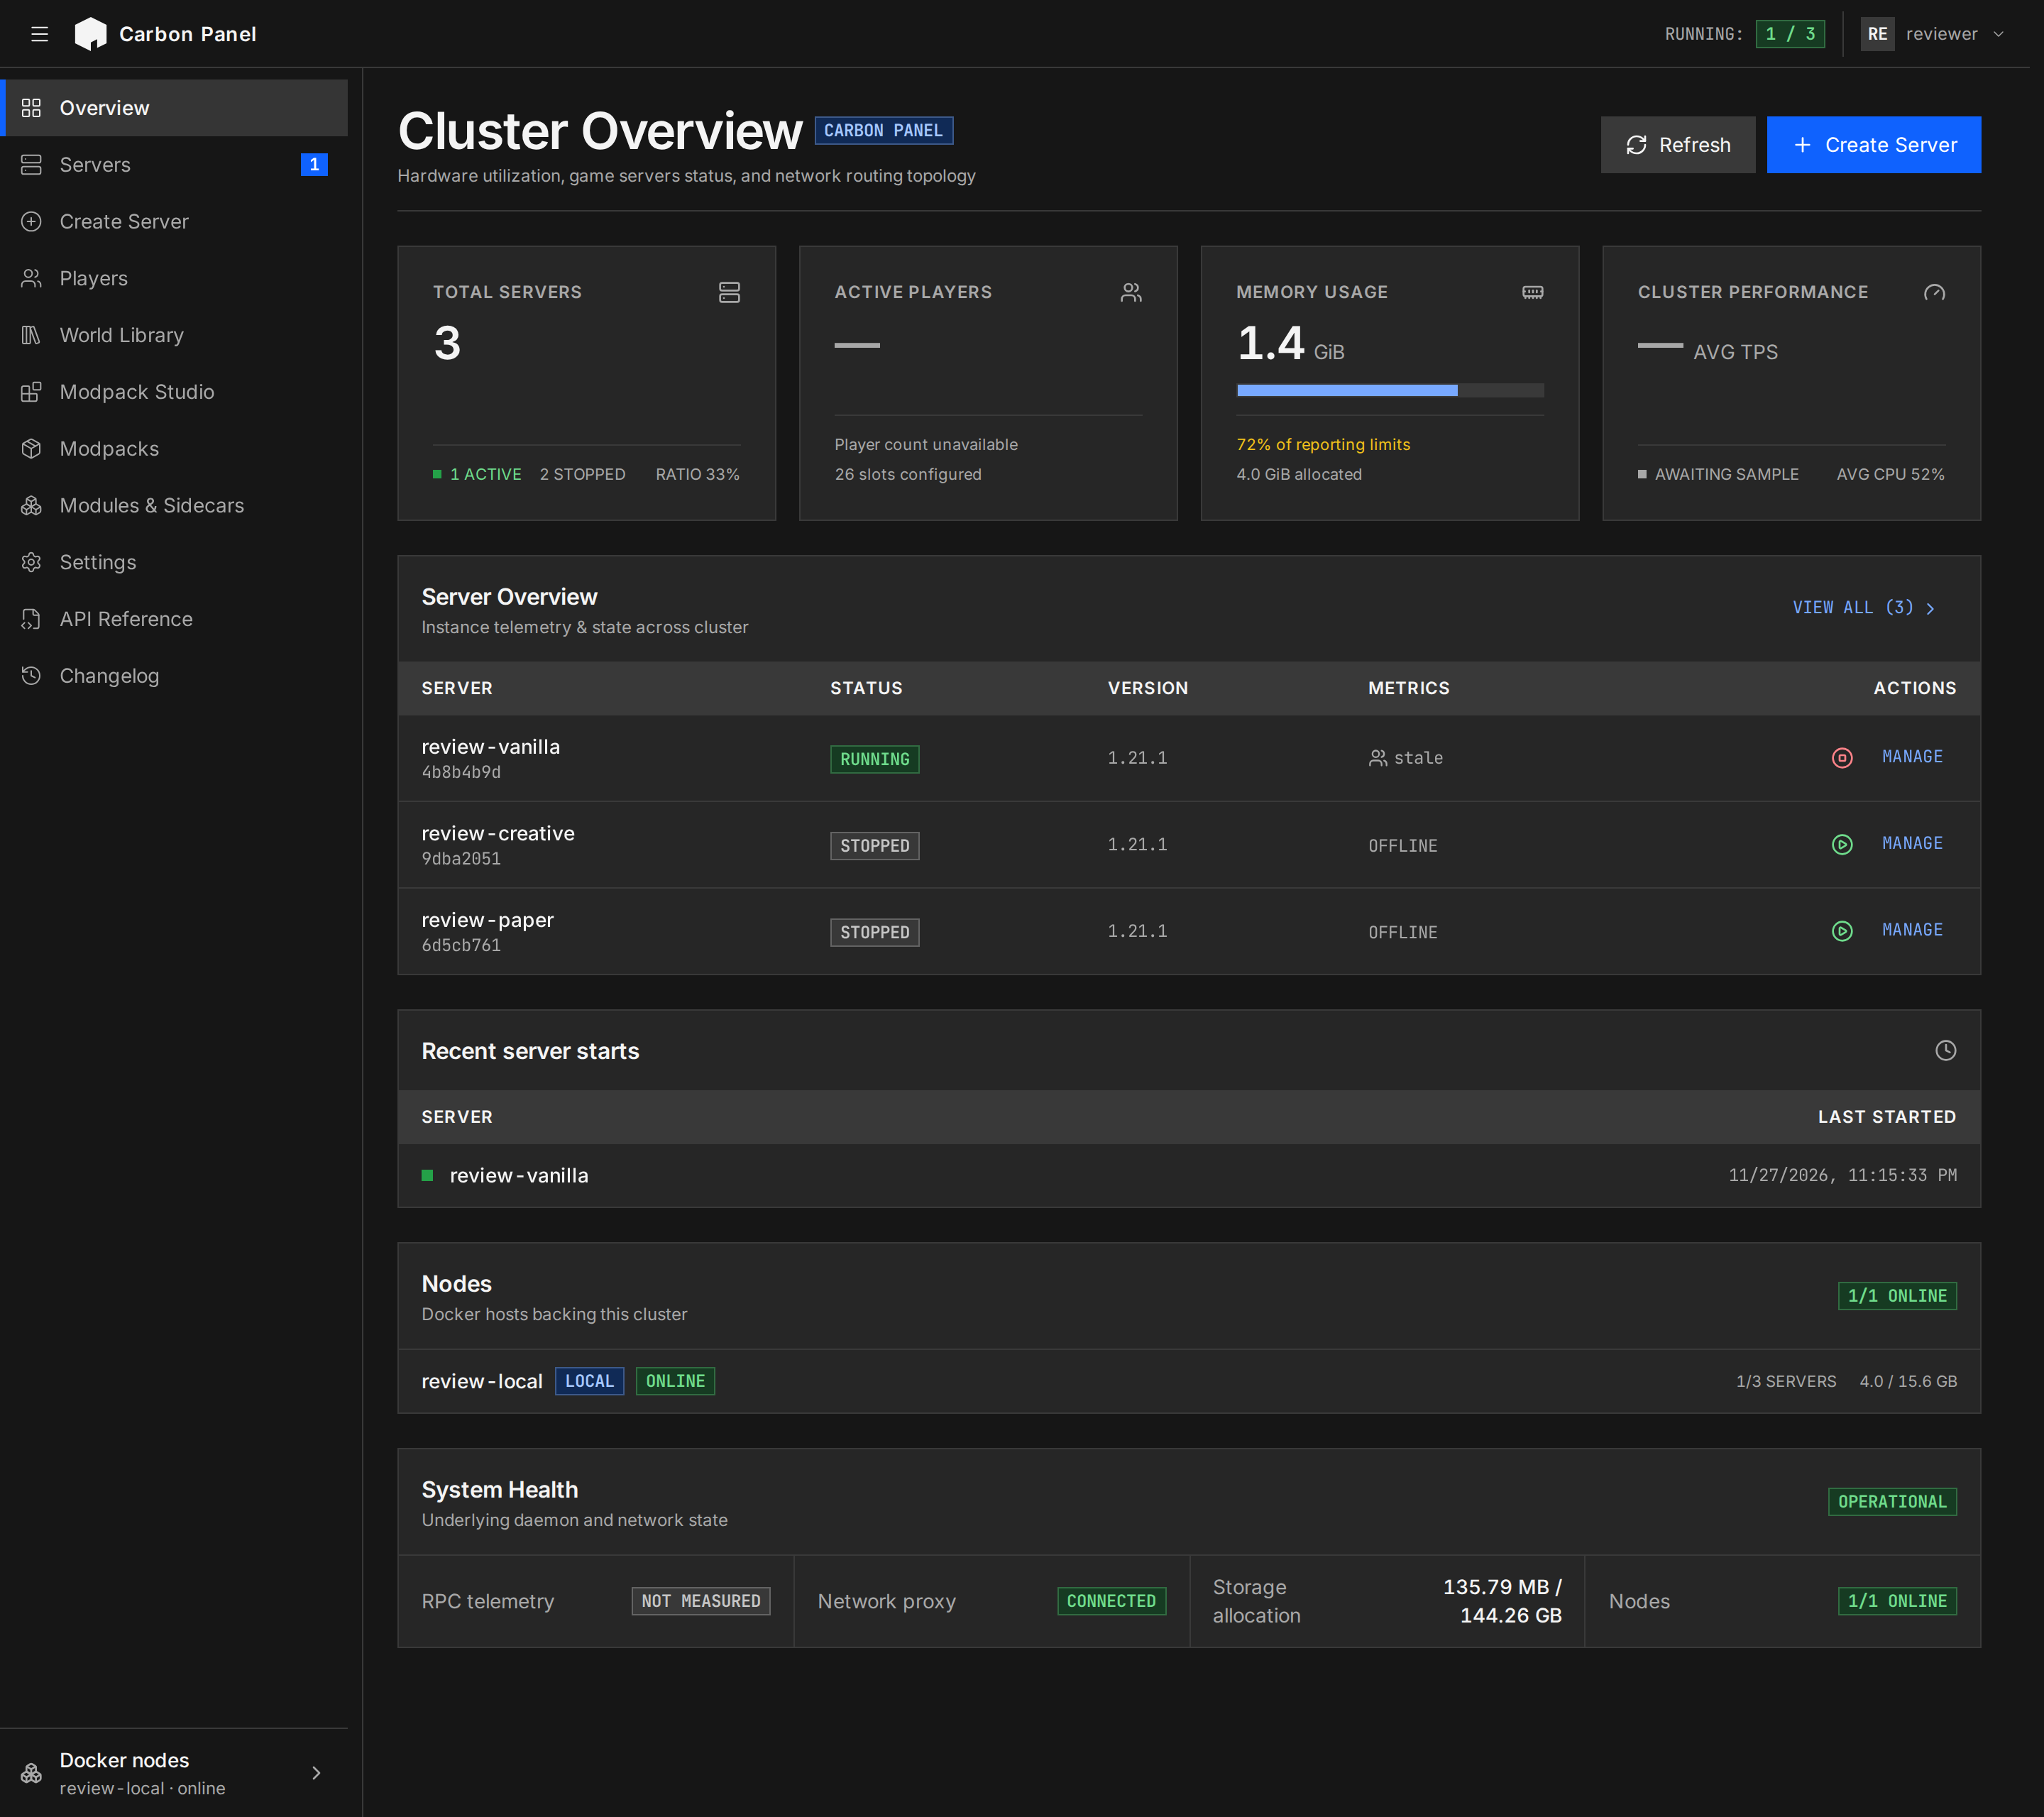 Carbon Panel
RUNNING: 1 / 3
RE reviewer
Overview
Servers 1
Create Server
Players
World Library
Modpack Studio
Modpacks
Modules & Sidecars
Settings
API Reference
Changelog
Docker nodes
review-local · online
Cluster Overview CARBON PANEL
Hardware utilization, game servers status, and network routing topology
Refresh
Create Server
TOTAL SERVERS
3
1 ACTIVE 2 STOPPED RATIO 33%
ACTIVE PLAYERS
—
Player count unavailable
26 slots configured
MEMORY USAGE
1.4 GiB
72% of reporting limits
4.0 GiB allocated
CLUSTER PERFORMANCE
— AVG TPS
AWAITING SAMPLE AVG CPU 52%
Server Overview
Instance telemetry & state across cluster
VIEW ALL (3)
SERVER STATUS VERSION METRICS ACTIONS
review-vanilla
4b8b4b9d
RUNNING 1.21.1 stale MANAGE
review-creative
9dba2051
STOPPED 1.21.1 OFFLINE MANAGE
review-paper
6d5cb761
STOPPED 1.21.1 OFFLINE MANAGE
Recent server starts
SERVER LAST STARTED
review-vanilla 11/27/2026, 11:15:33 PM
Nodes
Docker hosts backing this cluster
1/1 ONLINE
review-local LOCAL ONLINE 1/3 SERVERS 4.0 / 15.6 GB
System Health
Underlying daemon and network state
OPERATIONAL
RPC telemetry NOT MEASURED
Network proxy CONNECTED
Storage
allocation
135.79 MB /
144.26 GB
Nodes 1/1 ONLINE